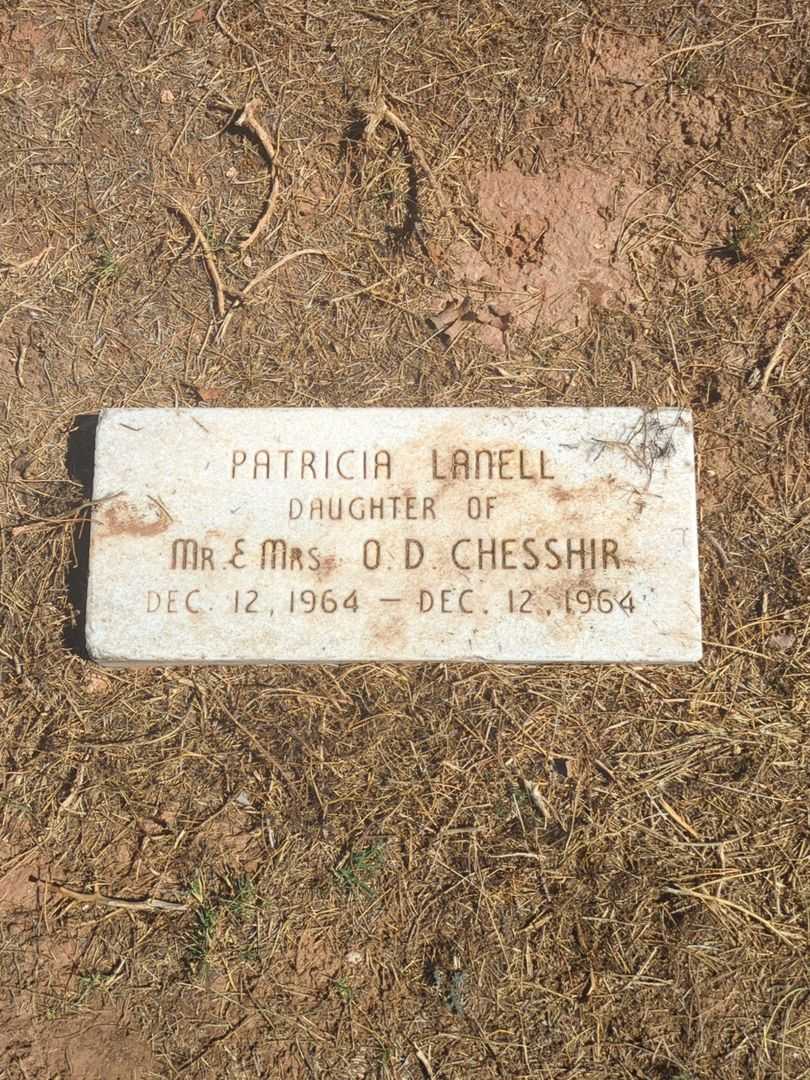 PATRICIA LANELL
DAUGHTER OF
MR. & MRS. O. D. CHESSHIR
DEC. 12, 1964 — DEC. 12, 1964